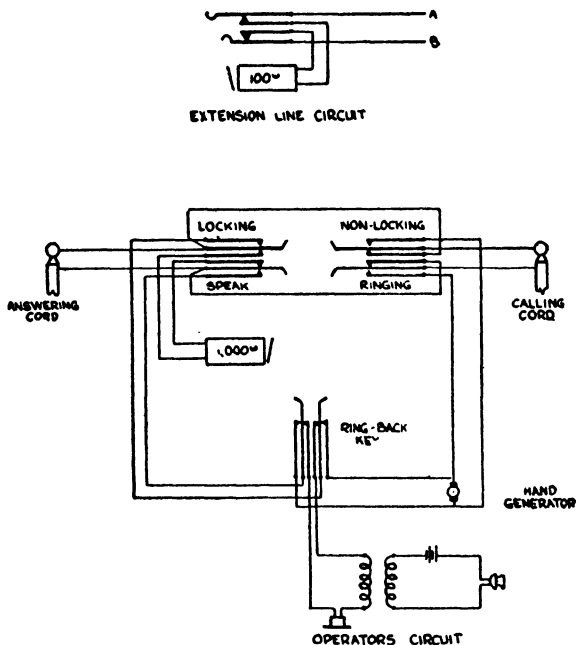 A
B
100ω
EXTENSION LINE CIRCUIT
LOCKING
NON-LOCKING
SPEAK
RINGING
ANSWERING
CORD
CALLING
CORD
1,000ω
RING-BACK
KEY
HAND
GENERATOR
OPERATORS CIRCUIT